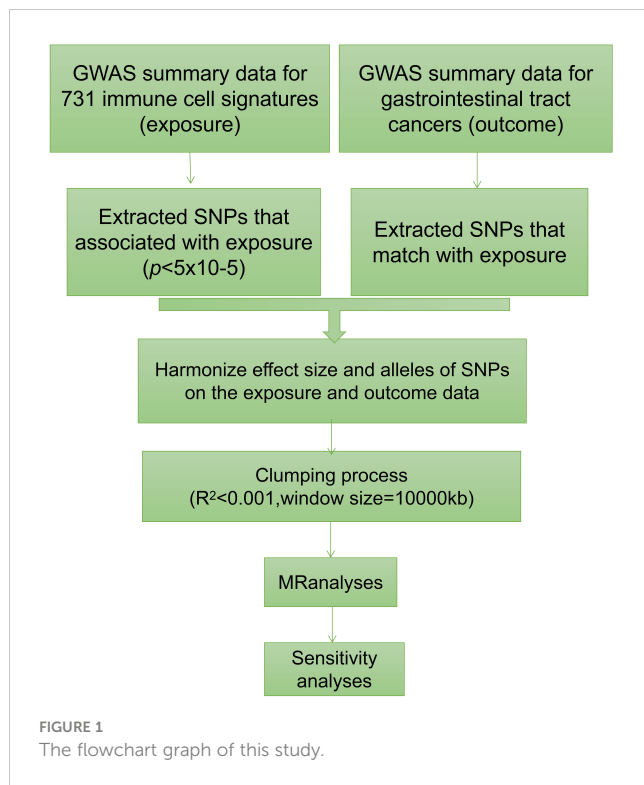 GWAS summary data for
731 immune cell signatures
(exposure)
GWAS summary data for
gastrointestinal tract
cancers (outcome)
Extracted SNPs that
associated with exposure
(p<5x10-5)
Extracted SNPs that
match with exposure
Harmonize effect size and alleles of SNPs
on the exposure and outcome data
Clumping process
(R²<0.001,window size=10000kb)
MRanalyses
Sensitivity
analyses
FIGURE 1
The flowchart graph of this study.